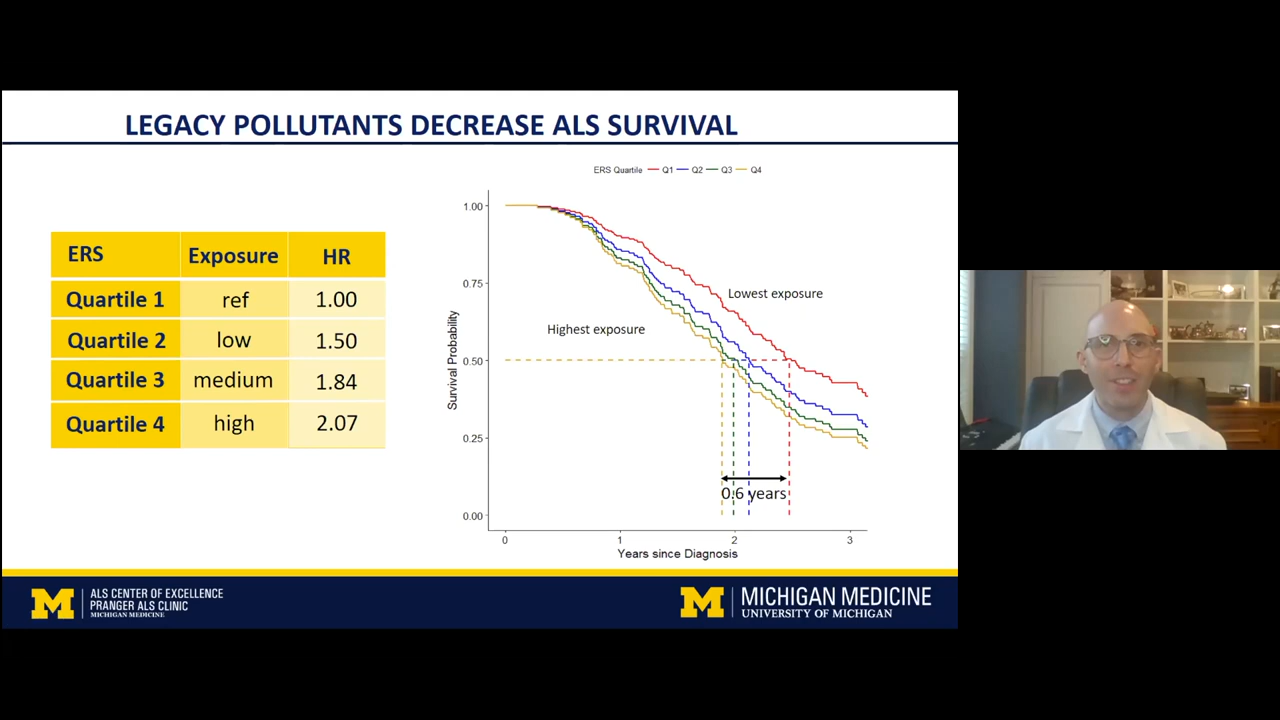 LEGACY POLLUTANTS DECREASE ALS SURVIVAL
ERS Exposure HR
Quartile 1 ref 1.00
Quartile 2 low 1.50
Quartile 3 medium 1.84
Quartile 4 high 2.07
ERS Quartile Q1 Q2 Q3 Q4
Survival Probability
1.00
0.75
0.50
0.25
0.00
Lowest exposure
Highest exposure
0.6 years
0 1 2 3
Years since Diagnosis
M ALS CENTER OF EXCELLENCE
PRANGER ALS CLINIC
MICHIGAN MEDICINE
M MICHIGAN MEDICINE
UNIVERSITY OF MICHIGAN